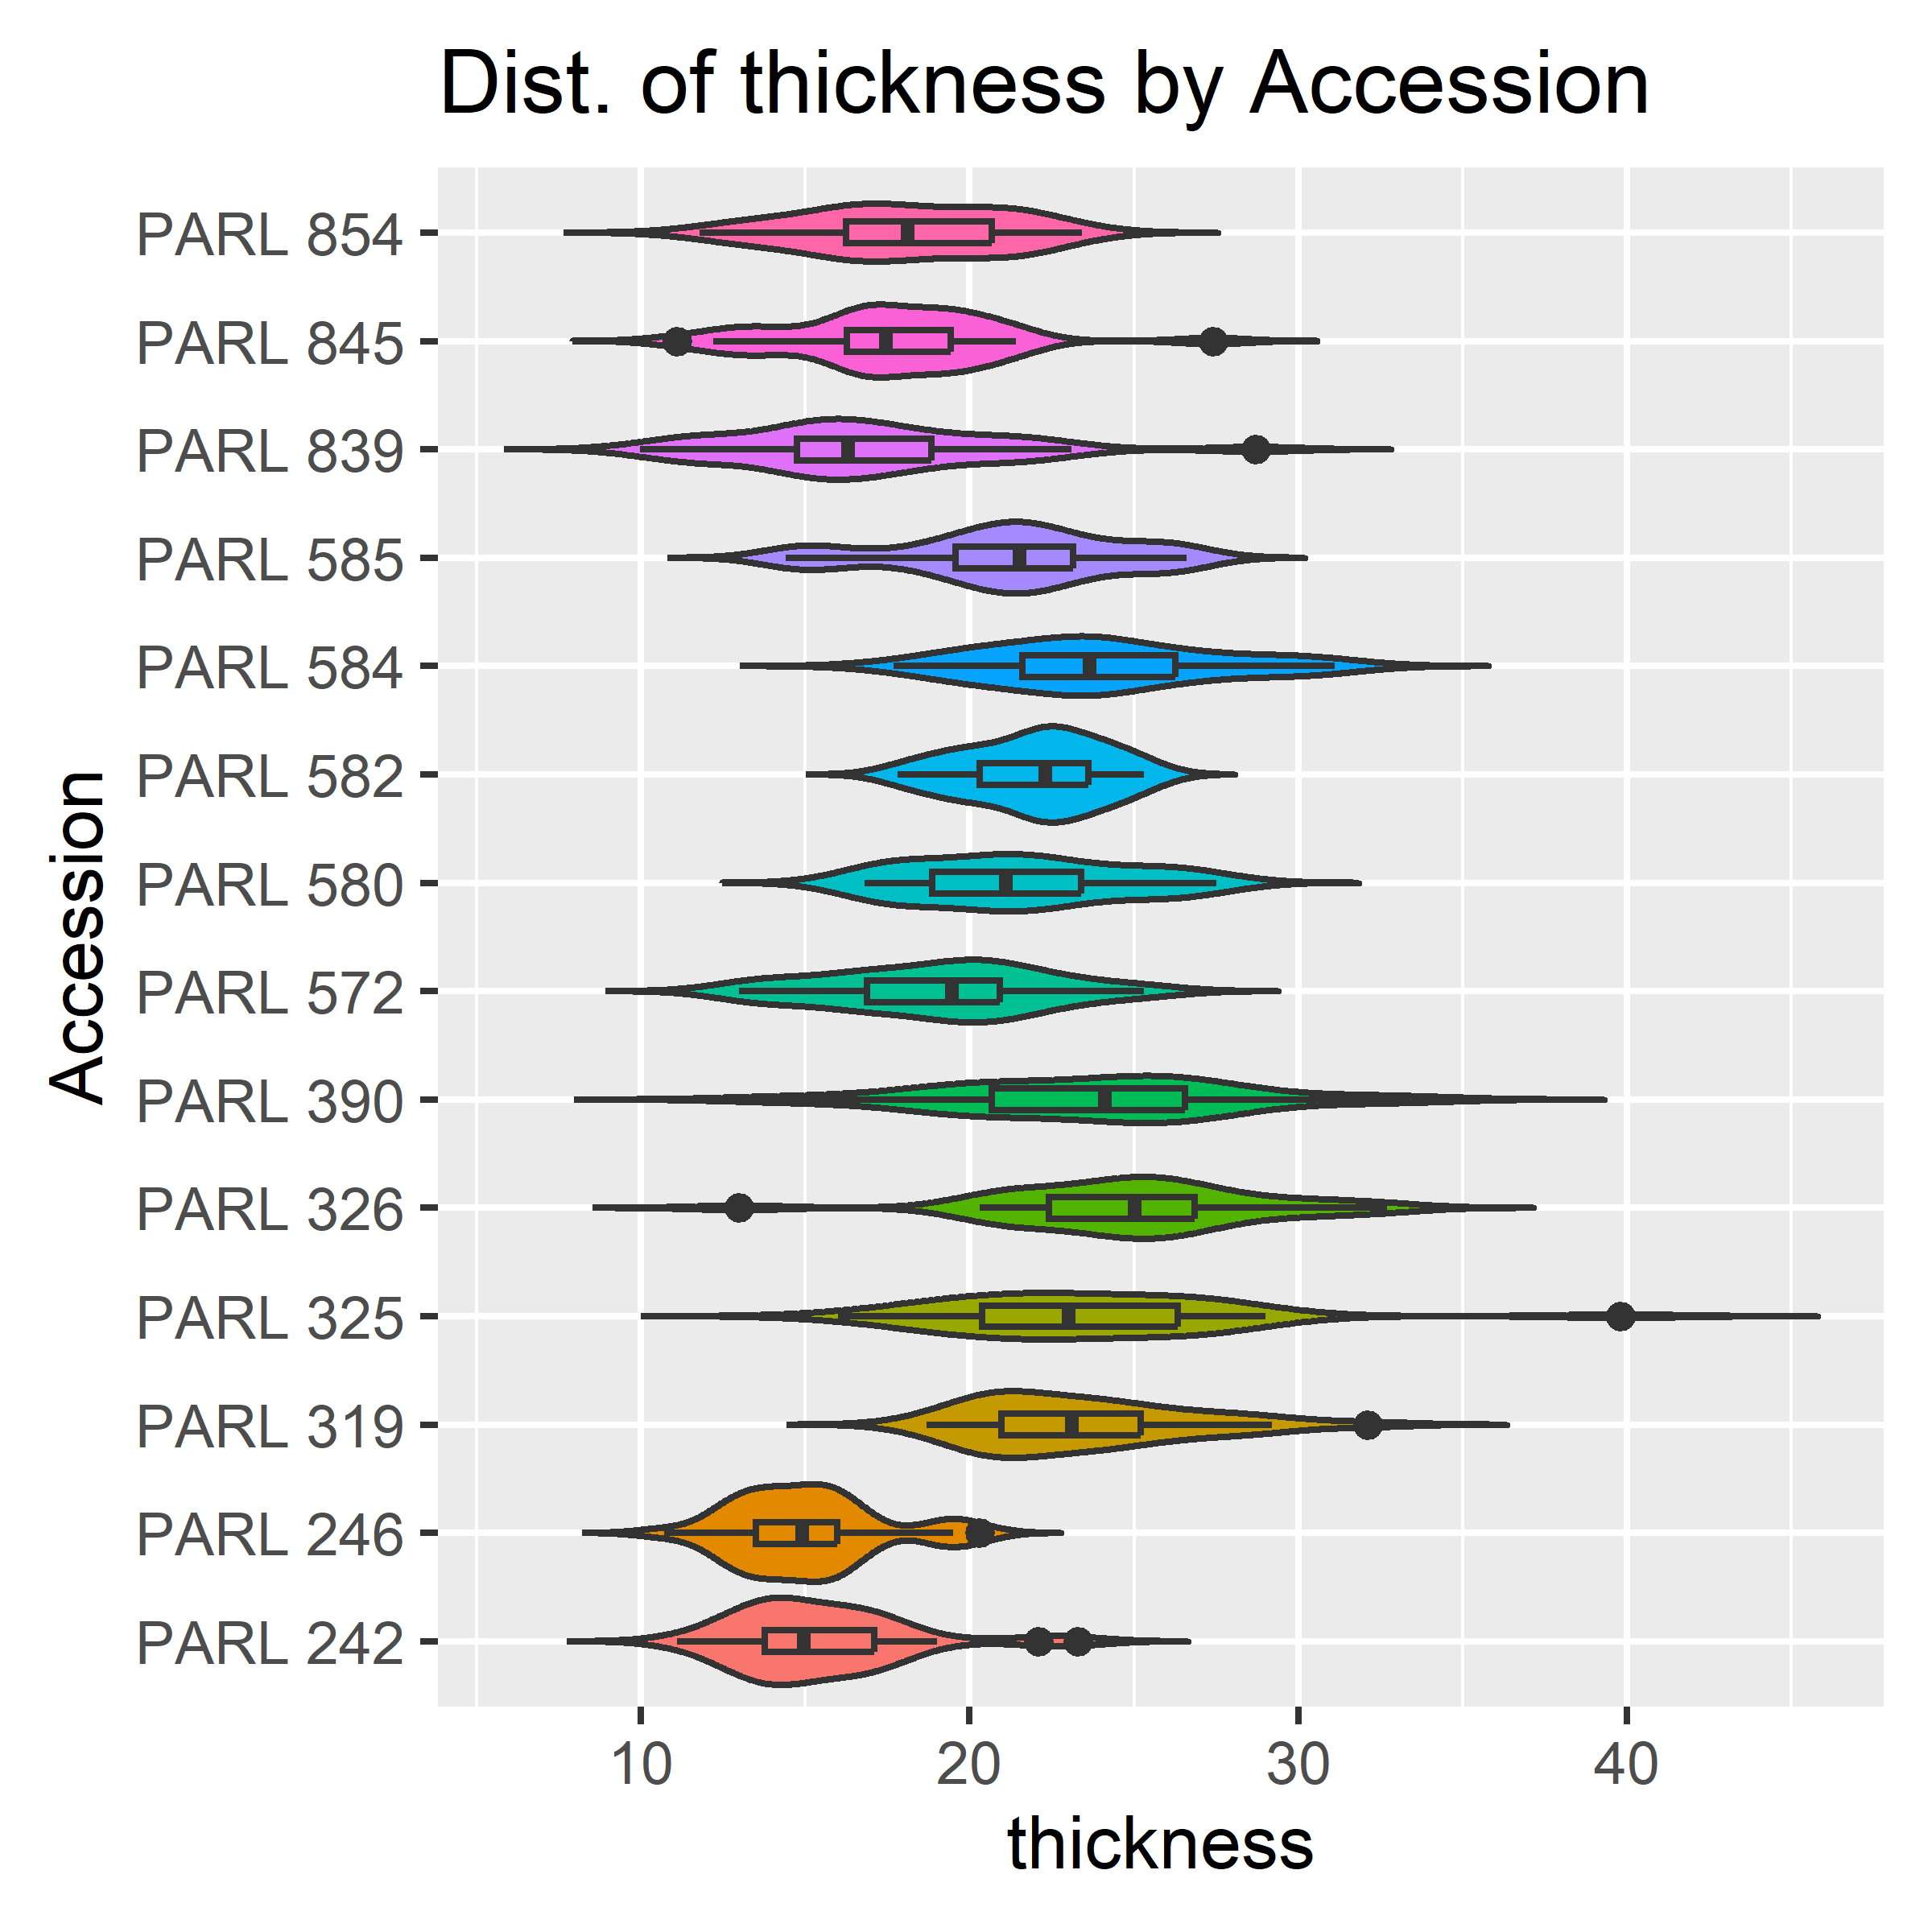 Dist. of thickness by Accession
Accession
PARL 854
PARL 845
PARL 839
PARL 585
PARL 584
PARL 582
PARL 580
PARL 572
PARL 390
PARL 326
PARL 325
PARL 319
PARL 246
PARL 242
10 20 30 40
thickness